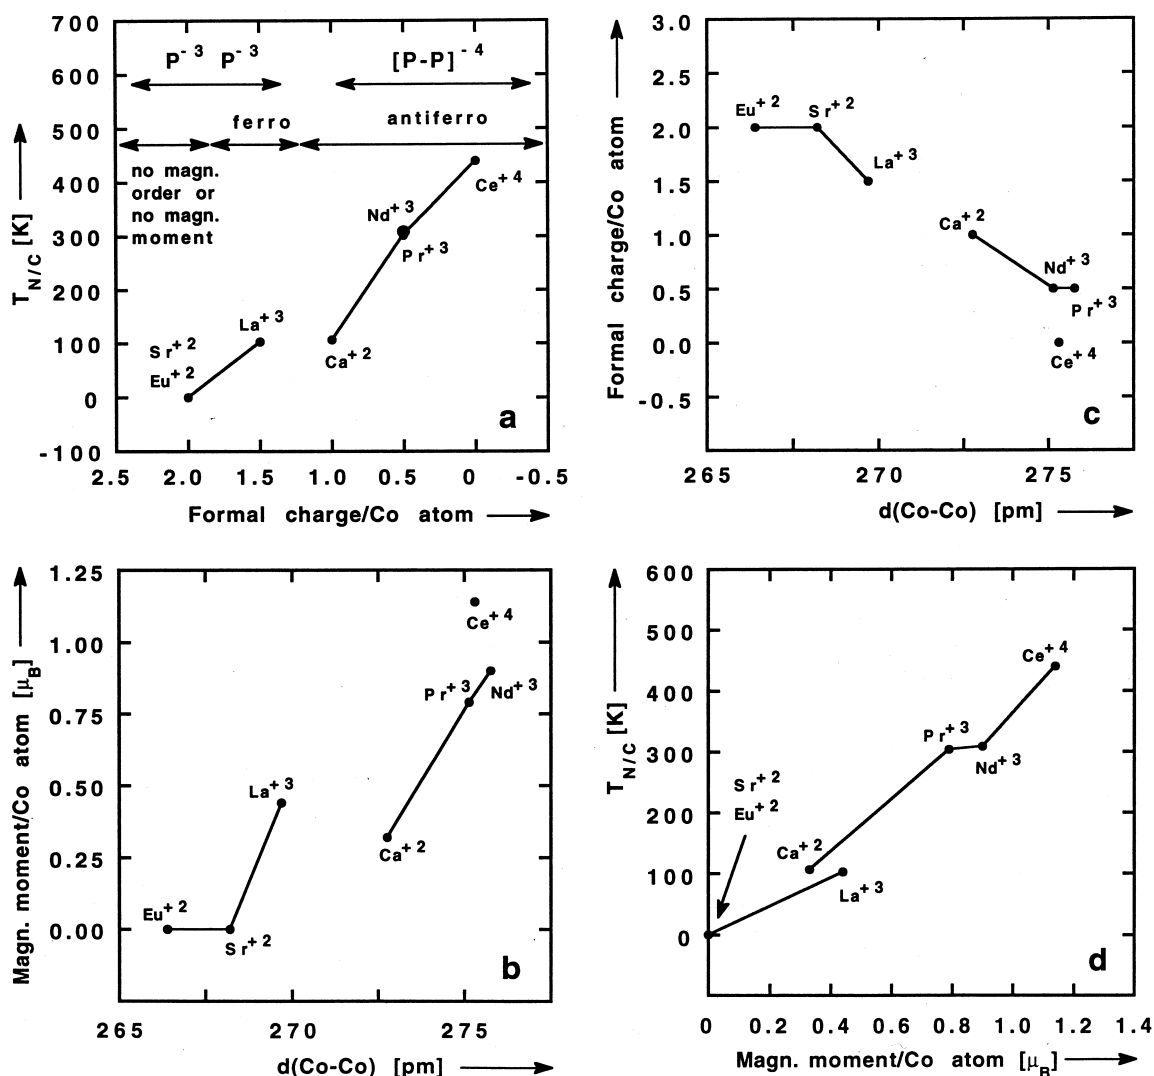 700
600
500
400
300
200
100
0
-100
T N/C [K]
P-3 P-3
[P-P]-4
ferro
antiferro
no magn.
order or
no magn.
moment
Ce+4
Nd+3
Pr+3
La+3
Sr+2
Ca+2
Eu+2
a
2.5 2.0 1.5 1.0 0.5 0 -0.5
Formal charge/Co atom
3.0
2.5
2.0
1.5
1.0
0.5
0.0
-0.5
Formal charge/Co atom
Eu+2 Sr+2
La+3
Ca+2
Nd+3
Pr+3
Ce+4
c
265 270 275
d(Co-Co) [pm]
1.25
1.00
0.75
0.50
0.25
0.00
Magn. moment/Co atom [μB]
Ce+4
Pr+3 Nd+3
La+3
Ca+2
Eu+2
Sr+2
b
265 270 275
d(Co-Co) [pm]
600
500
400
300
200
100
0
T N/C [K]
Ce+4
Pr+3
Nd+3
Sr+2
Eu+2
Ca+2
La+3
d
0 0.2 0.4 0.6 0.8 1.0 1.2 1.4
Magn. moment/Co atom [μB]